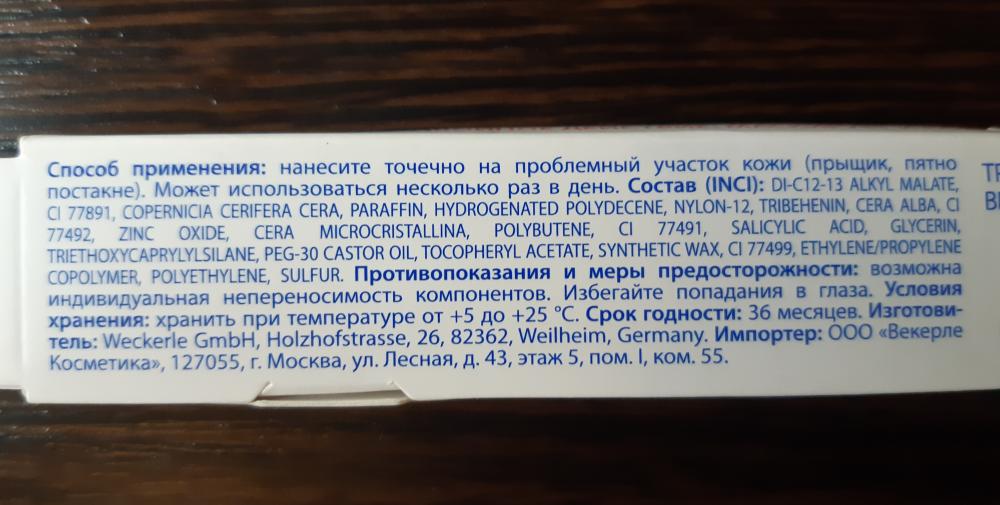 Способ применения: нанесите точечно на проблемный участок кожи (прыщик, пятно
постакне). Может использоваться несколько раз в день. Состав (INCI): DI-C12-13 ALKYL MALATE,
CI 77891, COPERNICIA CERIFERA CERA, PARAFFIN, HYDROGENATED POLYDECENE, NYLON-12, TRIBEHENIN, CERA ALBA, CI
77492, ZINC OXIDE, CERA MICROCRISTALLINA, POLYBUTENE, CI 77491, SALICYLIC ACID, GLYCERIN,
TRIETHOXYCAPRYLYLSILANE, PEG-30 CASTOR OIL, TOCOPHERYL ACETATE, SYNTHETIC WAX, CI 77499, ETHYLENE/PROPYLENE
COPOLYMER, POLYETHYLENE, SULFUR. Противопоказания и меры предосторожности: возможна
индивидуальная непереносимость компонентов. Избегайте попадания в глаза. Условия
хранения: хранить при температуре от +5 до +25 °C. Срок годности: 36 месяцев. Изготови-
тель: Weckerle GmbH, Holzhofstrasse, 26, 82362, Weilheim, Germany. Импортер: ООО «Векерле
Косметика», 127055, г. Москва, ул. Лесная, д. 43, этаж 5, пом. I, ком. 55.